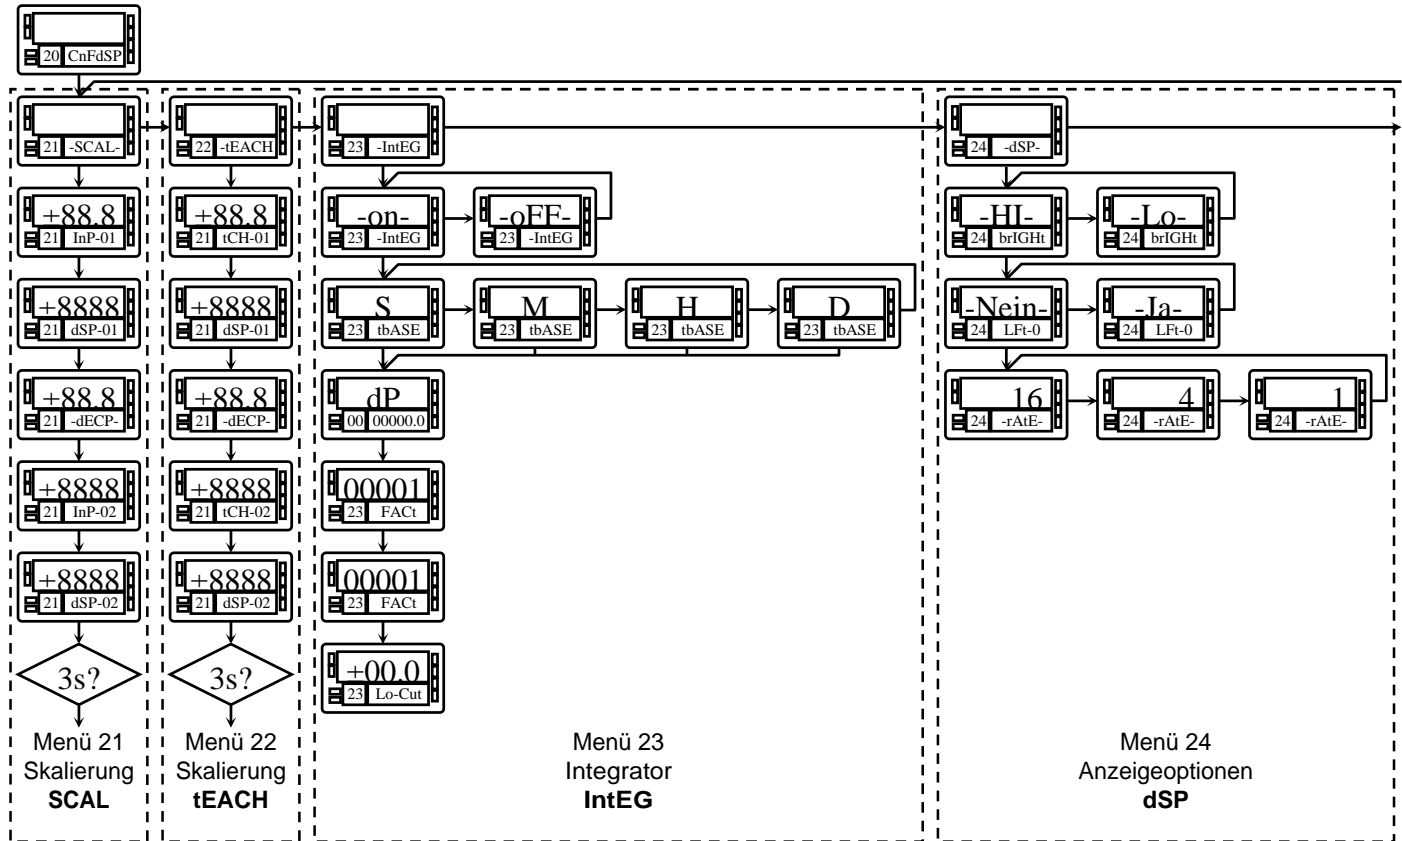 20 CnFdSP
21 -SCAL-
22 -tEACH
23 -IntEG
24 -dSP-
+88.8
21 InP-01
+88.8
21 tCH-01
-on-
23 -IntEG
-oFF-
23 -IntEG
-HI-
24 brIGHt
-Lo-
24 brIGHt
+8888
21 dSP-01
+8888
21 dSP-01
S
23 tbASE
M
23 tbASE
H
23 tbASE
D
23 tbASE
-Nein-
24 LFt-0
-Ja-
24 LFt-0
+88.8
21 -dECP-
+88.8
21 -dECP-
dP
00 00000.0
16
24 -rAtE-
4
24 -rAtE-
1
24 -rAtE-
+8888
21 InP-02
+8888
21 tCH-02
00001
23 FACt
+8888
21 dSP-02
+8888
21 dSP-02
00001
23 FACt
3s?
3s?
+00.0
23 Lo-Cut
Menü 21
Skalierung
SCAL
Menü 22
Skalierung
tEACH
Menü 23
Integrator
IntEG
Menü 24
Anzeigeoptionen
dSP